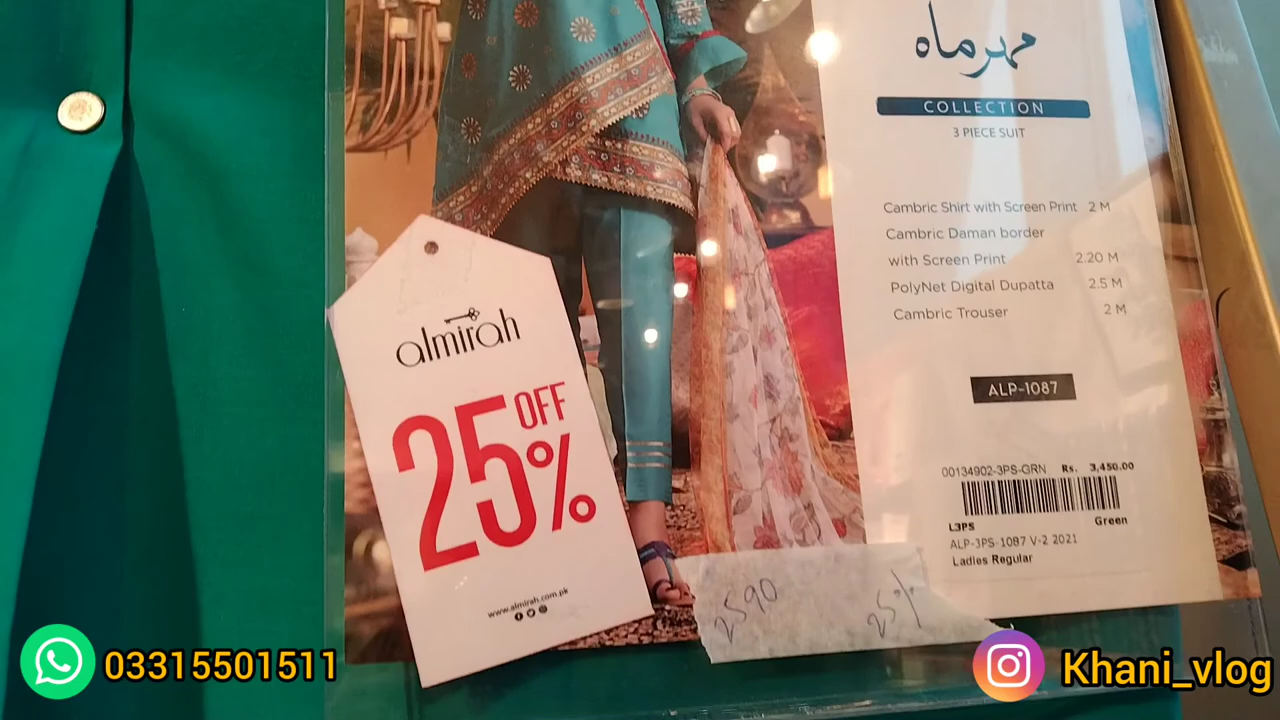 مہرماہ
COLLECTION
3 PIECE SUIT
Cambric Shirt with Screen Print 2 M
Cambric Daman border
with Screen Print 2.20 M
PolyNet Digital Dupatta 2.5 M
Cambric Trouser 2 M
ALP-1087
00134902-3PS-GRN Rs. 3,450.00
L3PS Green
ALP-3PS-1087 V-2 2021
Ladies Regular
almirah
25% OFF
www.almirah.com.pk
2590 25%
03315501511
Khani_vlog